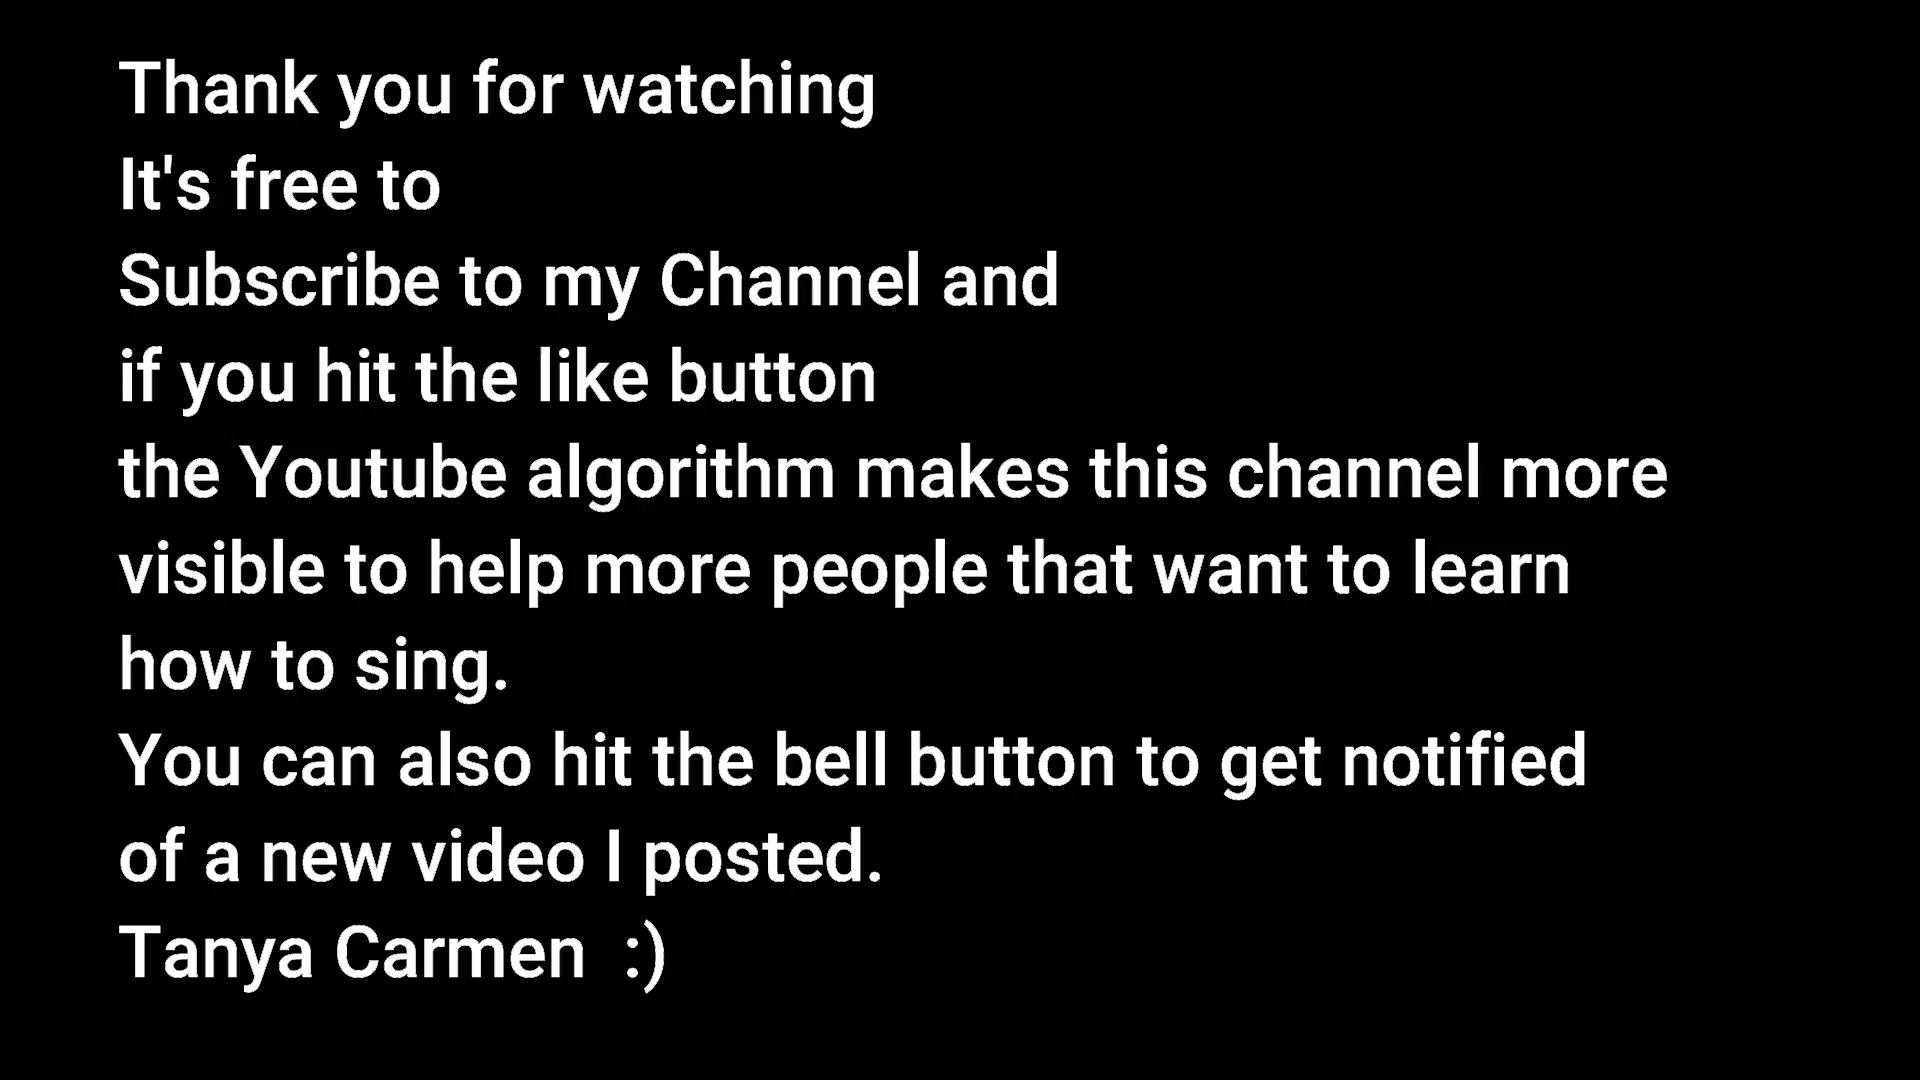 Thank you for watching
It's free to
Subscribe to my Channel and
if you hit the like button
the Youtube algorithm makes this channel more
visible to help more people that want to learn
how to sing.
You can also hit the bell button to get notified
of a new video I posted.
Tanya Carmen  :)